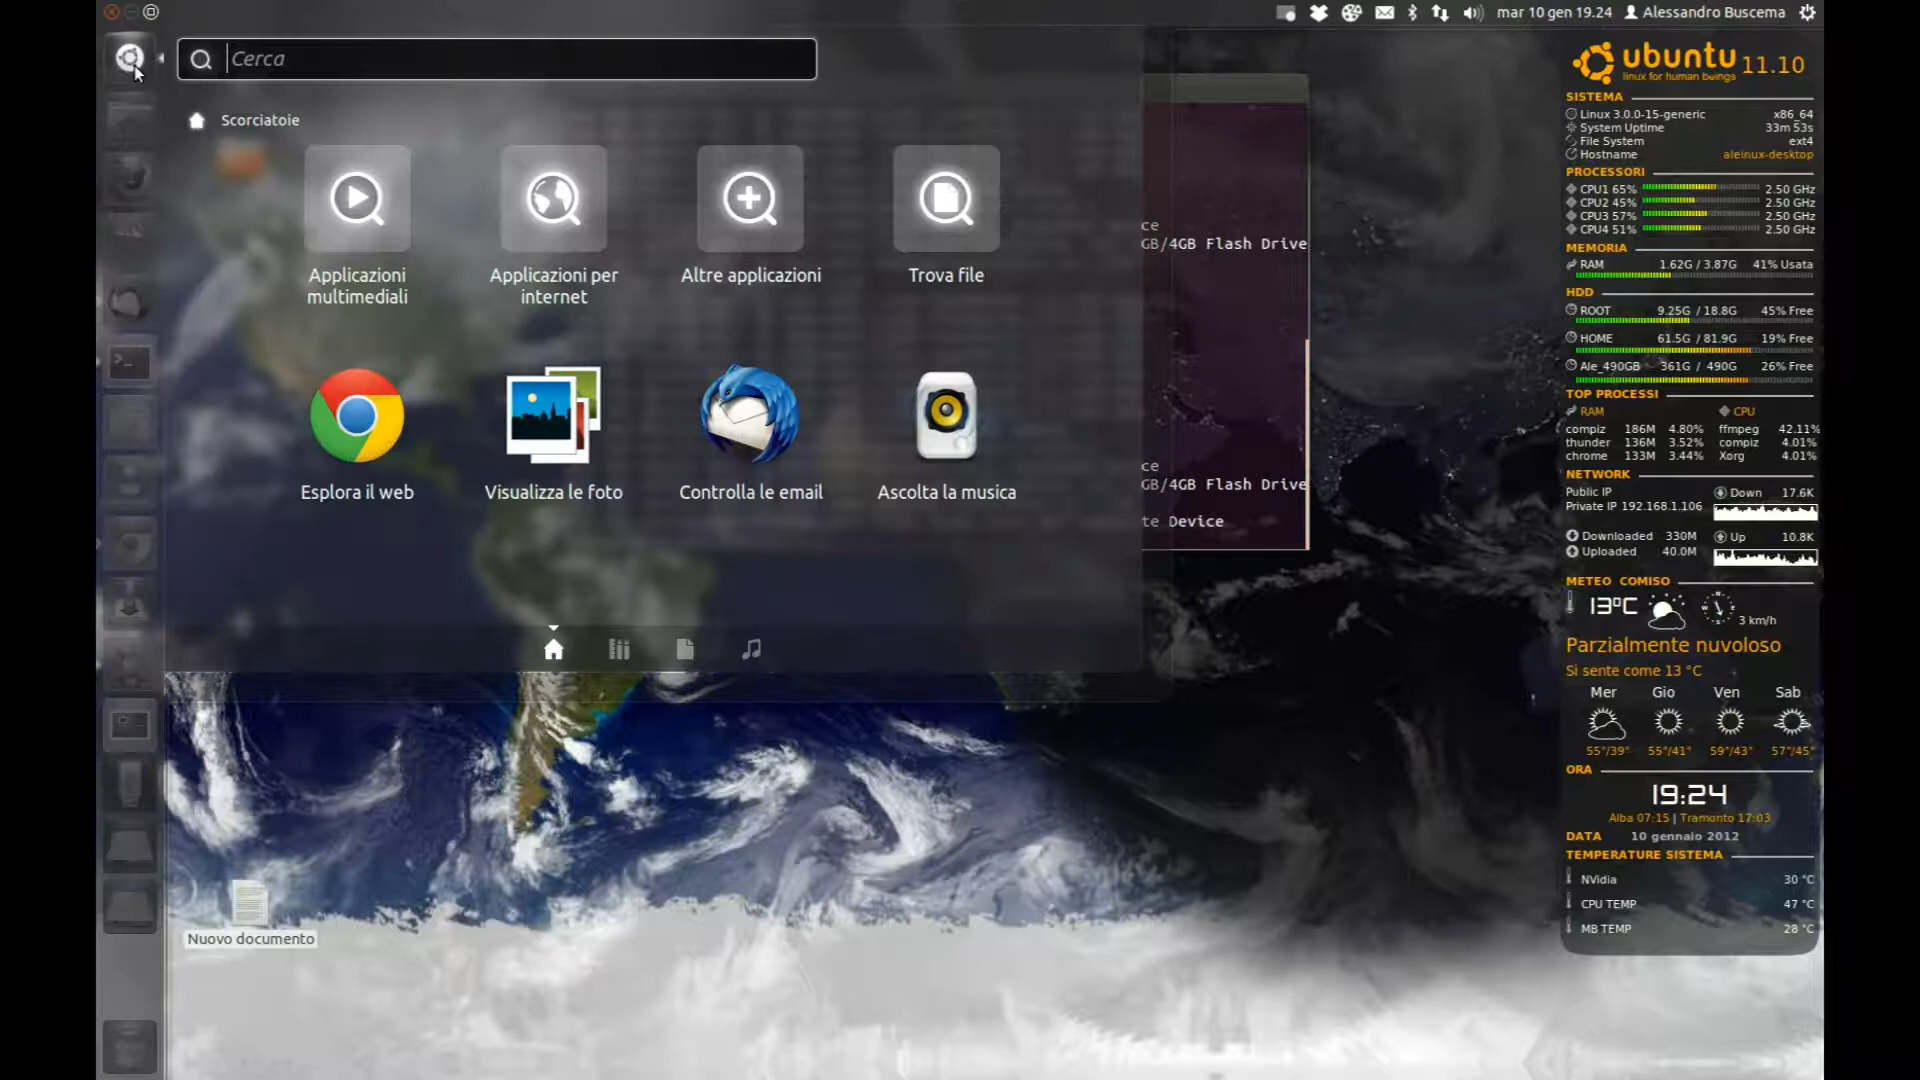 mar 10 gen 19.24 Alessandro Buscema
Cerca
Scorciatoie
Applicazioni
multimediali
Applicazioni per
internet
Altre applicazioni
Trova file
Esplora il web
Visualizza le foto
Controlla le email
Ascolta la musica
ce
GB/4GB Flash Drive
ce
GB/4GB Flash Drive
te Device
Nuovo documento
ubuntu 11.10
linux for human beings
SISTEMA
Linux 3.0.0-15-generic x86_64
System Uptime 33m 53s
File System ext4
Hostname aleinux-desktop
PROCESSORI
CPU1 65% 2.50 GHz
CPU2 45% 2.50 GHz
CPU3 57% 2.50 GHz
CPU4 51% 2.50 GHz
MEMORIA
RAM 1.62G / 3.87G 41% Usata
HDD
ROOT 9.25G / 18.8G 45% Free
HOME 61.5G / 81.9G 19% Free
Ale_490GB 361G / 490G 26% Free
TOP PROCESSI
RAM CPU
compiz 186M 4.80% ffmpeg 42.11%
thunder 136M 3.52% compiz 4.01%
chrome 133M 3.44% Xorg 4.01%
NETWORK
Public IP Down 17.6K
Private IP 192.168.1.106
Downloaded 330M Up 10.8K
Uploaded 40.0M
METEO COMISO
13°C
3 km/h
Parzialmente nuvoloso
Si sente come 13 °C
Mer Gio Ven Sab
55°/39° 55°/41° 59°/43° 57°/45°
ORA
19:24
Alba 07:15 | Tramonto 17:03
DATA 10 gennaio 2012
TEMPERATURE SISTEMA
NVidia 30 °C
CPU TEMP 47 °C
MB TEMP 28 °C